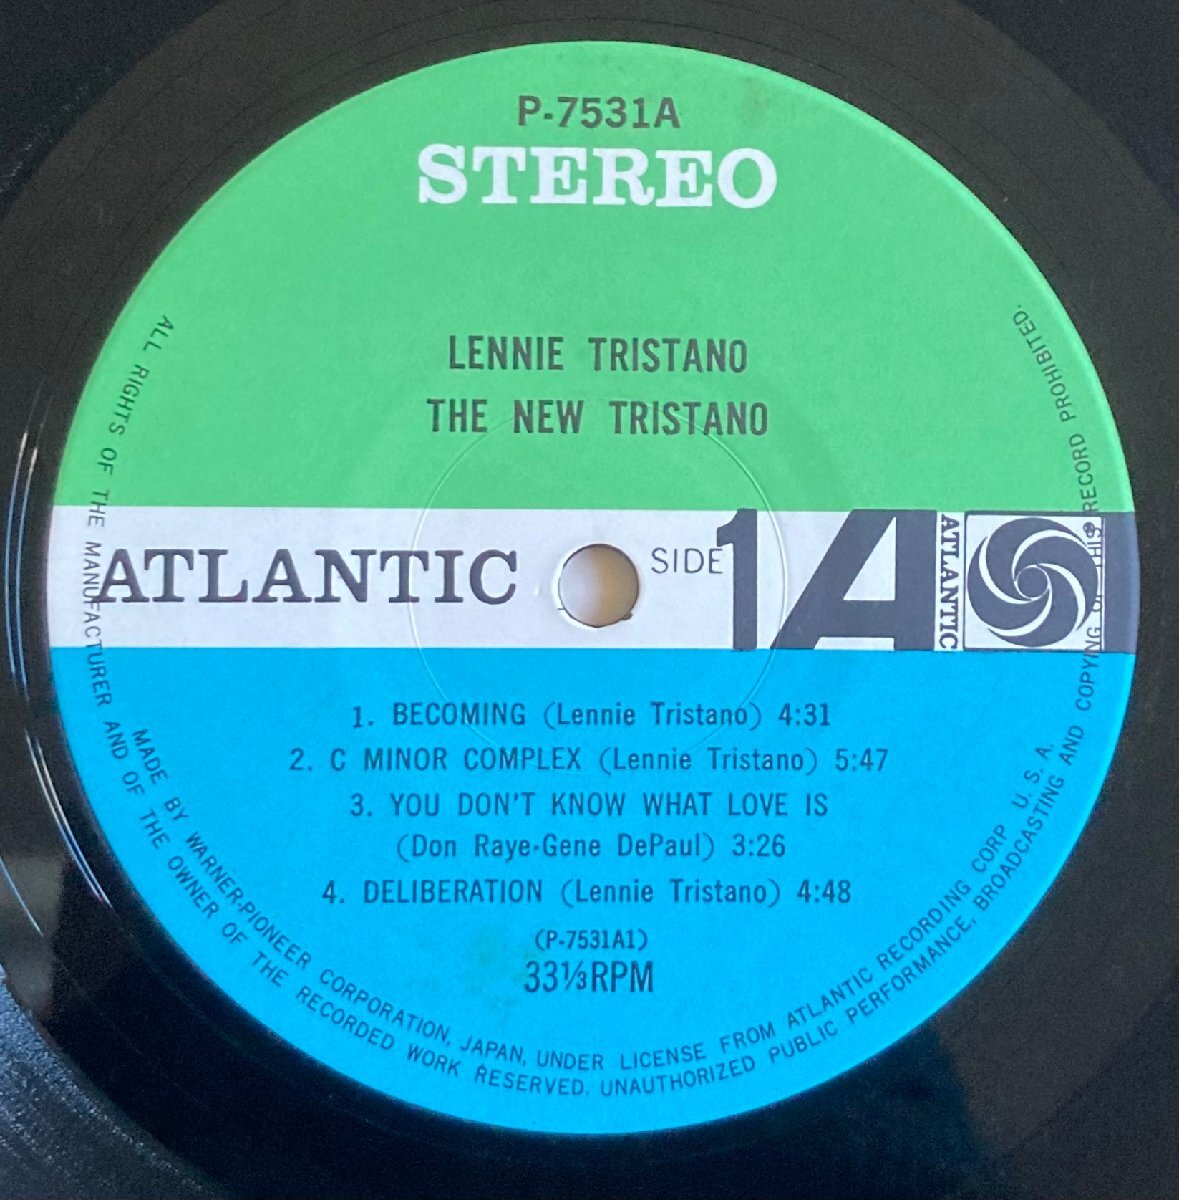 P-7531A
STEREO
LENNIE TRISTANO
THE NEW TRISTANO
ATLANTIC
SIDE 1
A
ATLANTIC
1. BECOMING (Lennie Tristano) 4:31
2. C MINOR COMPLEX (Lennie Tristano) 5:47
3. YOU DON'T KNOW WHAT LOVE IS
(Don Raye-Gene DePaul) 3:26
4. DELIBERATION (Lennie Tristano) 4:48
(P-7531A1)
33⅓RPM
MADE BY WARNER-PIONEER CORPORATION, JAPAN, UNDER LICENSE FROM ATLANTIC RECORDING CORP U. S. A.
ALL RIGHTS OF THE MANUFACTURER AND OF THE OWNER OF THE RECORDED WORK RESERVED. UNAUTHORIZED PUBLIC PERFORMANCE, BROADCASTING AND COPYING OF THIS RECORD PROHIBITED.